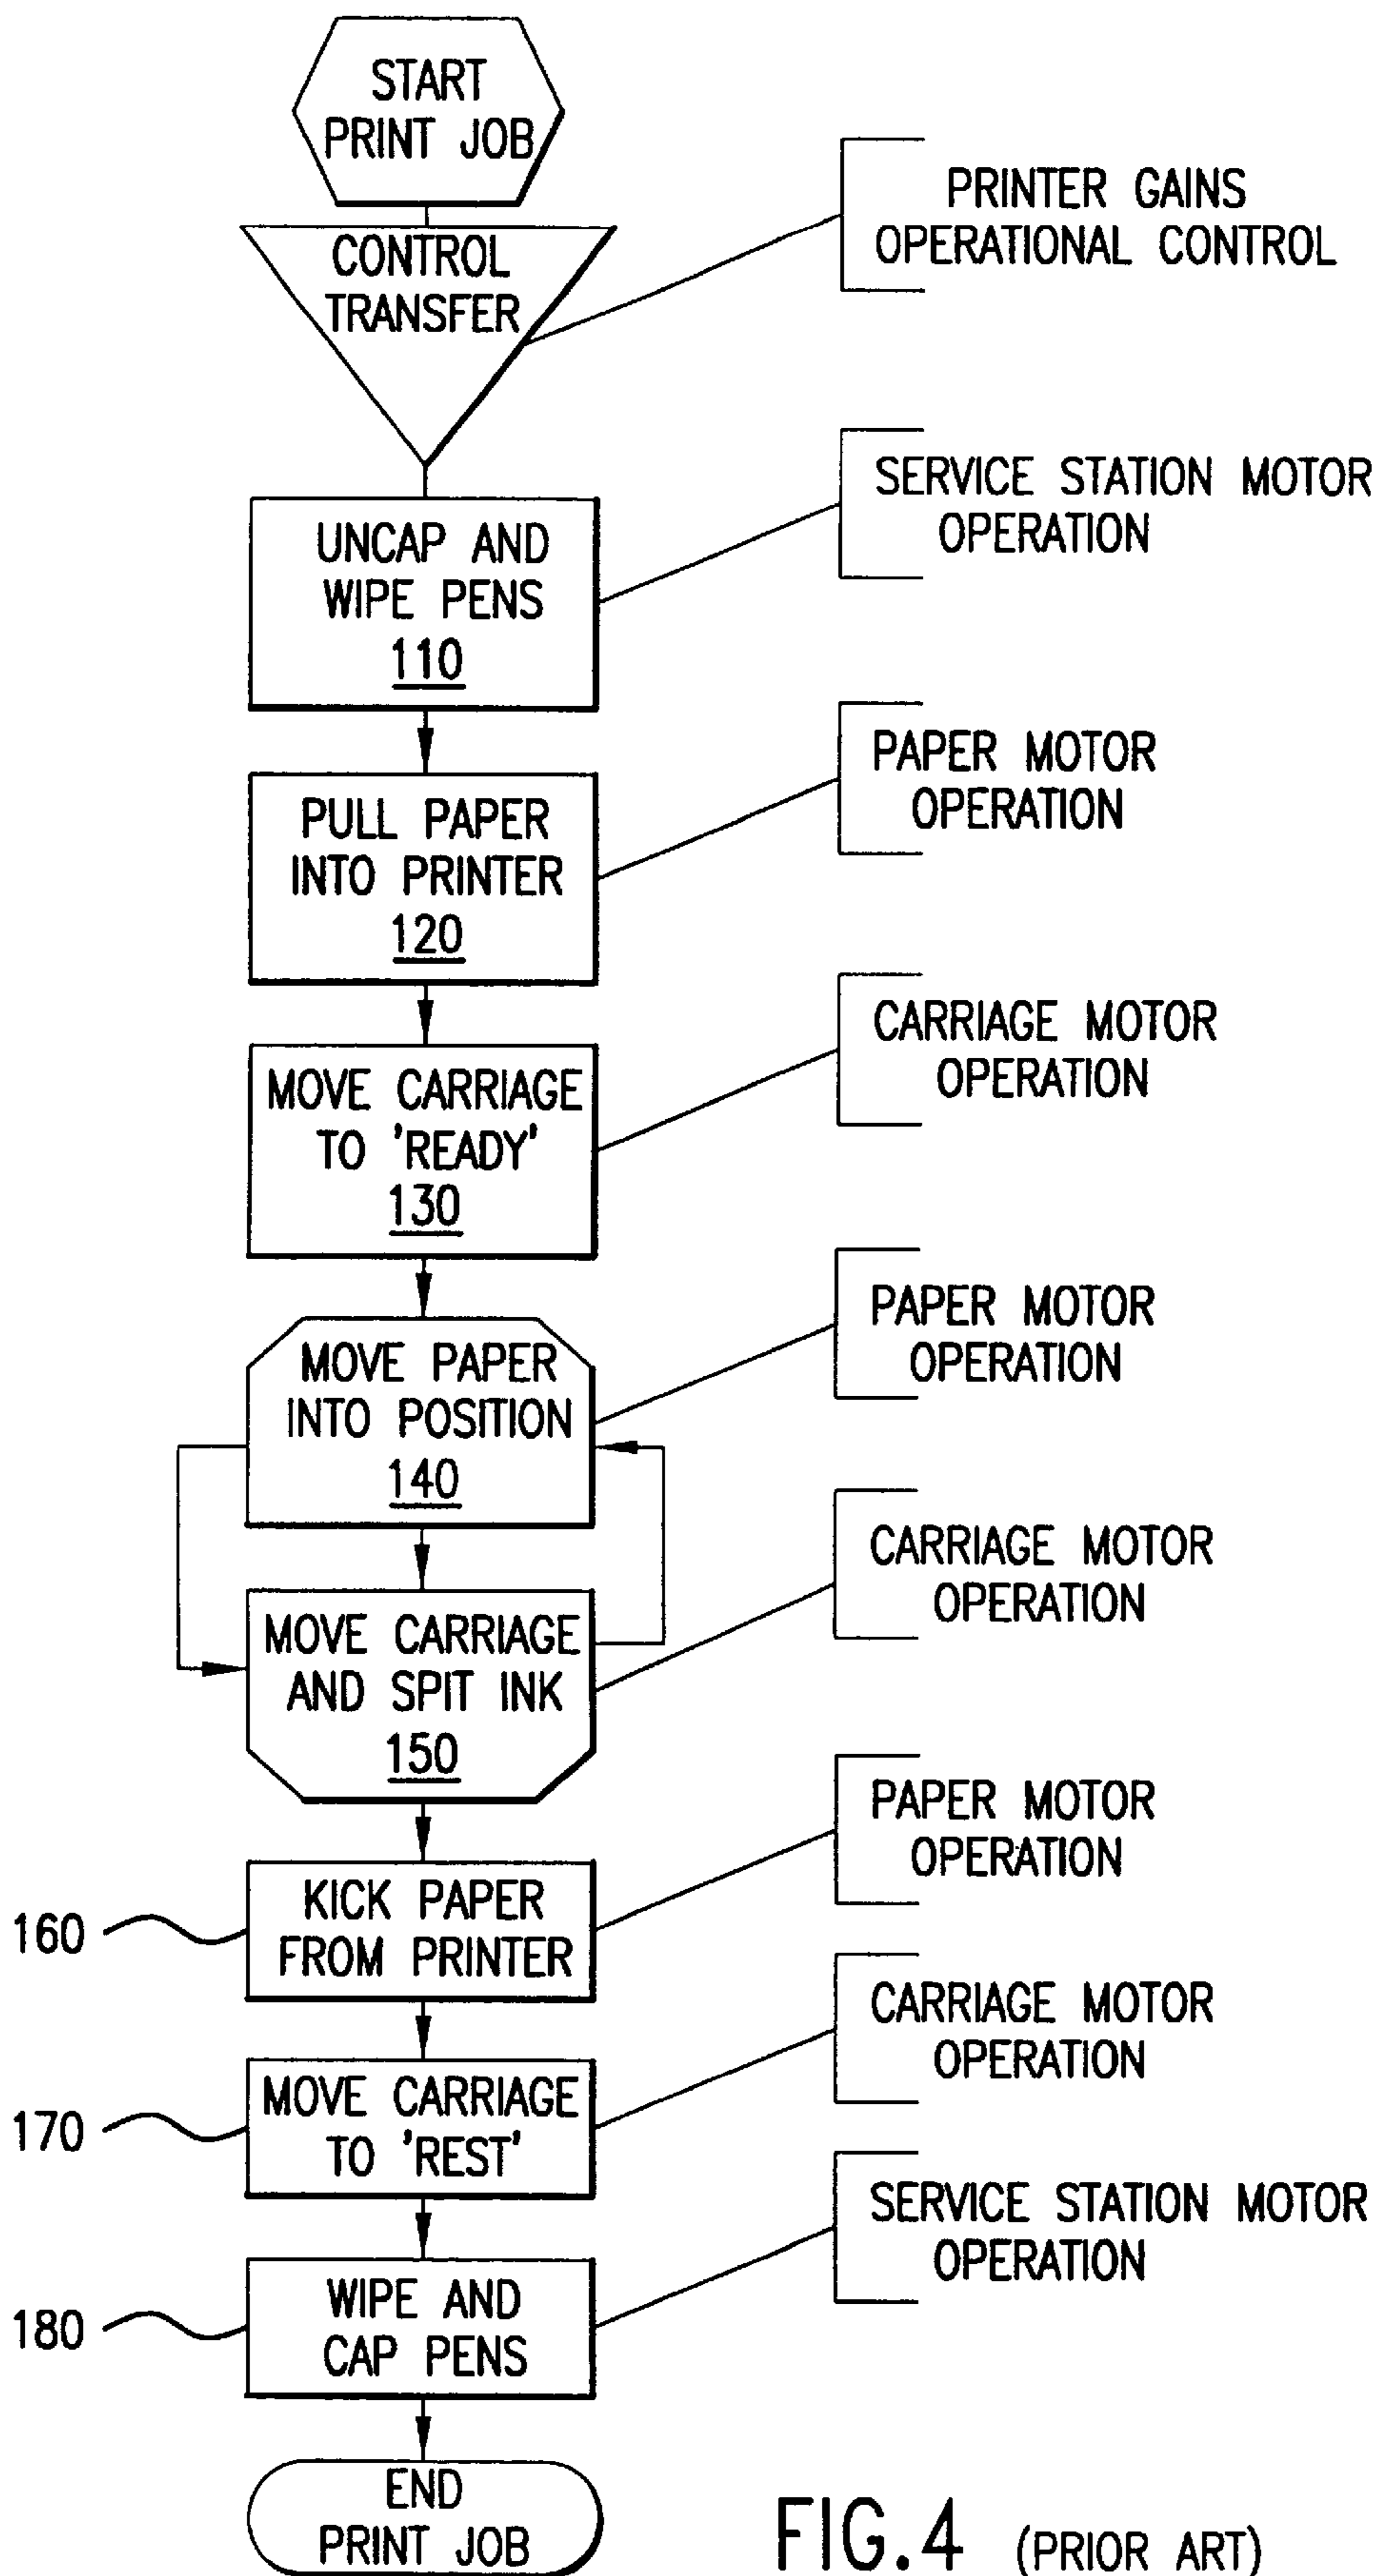 START
PRINT JOB
CONTROL
TRANSFER
PRINTER GAINS
OPERATIONAL CONTROL
UNCAP AND
WIPE PENS
110
SERVICE STATION MOTOR
OPERATION
PULL PAPER
INTO PRINTER
120
PAPER MOTOR
OPERATION
MOVE CARRIAGE
TO 'READY'
130
CARRIAGE MOTOR
OPERATION
MOVE PAPER
INTO POSITION
140
PAPER MOTOR
OPERATION
MOVE CARRIAGE
AND SPIT INK
150
CARRIAGE MOTOR
OPERATION
160
KICK PAPER
FROM PRINTER
PAPER MOTOR
OPERATION
170
MOVE CARRIAGE
TO 'REST'
CARRIAGE MOTOR
OPERATION
180
WIPE AND
CAP PENS
SERVICE STATION MOTOR
OPERATION
END
PRINT JOB
FIG.4 (PRIOR ART)